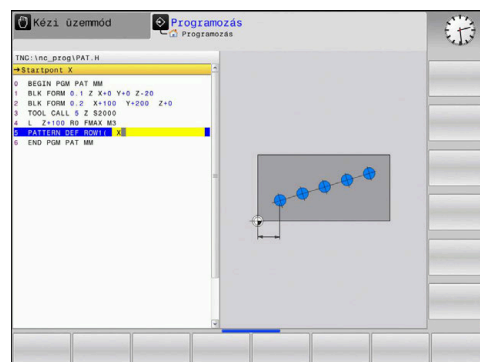 Kézi üzemmód
Programozás
Programozás
TNC:\nc_prog\PAT.H
→Startpont X
0 BEGIN PGM PAT MM
1 BLK FORM 0.1 Z X+0 Y+0 Z-20
2 BLK FORM 0.2 X+100 Y+200 Z+0
3 TOOL CALL 5 Z S2000
4 L Z+100 R0 FMAX M3
5 PATTERN DEF ROW1( X
6 END PGM PAT MM